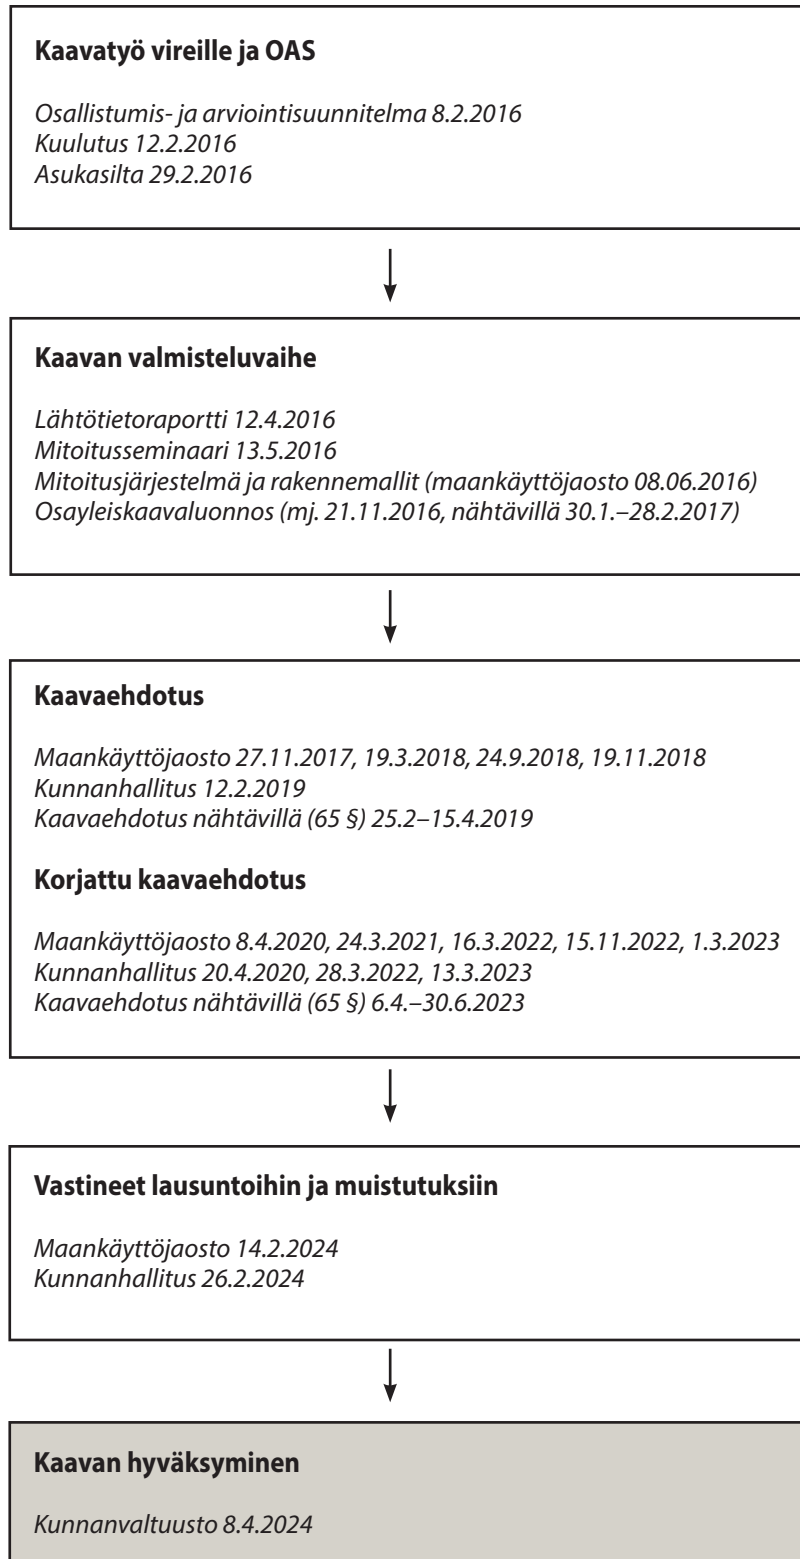 Kaavatyö vireille ja OAS
Osallistumis- ja arviointisuunnitelma 8.2.2016
Kuulutus 12.2.2016
Asukasilta 29.2.2016
Kaavan valmisteluvaihe
Lähtötietoraportti 12.4.2016
Mitoitusseminaari 13.5.2016
Mitoitusjärjestelmä ja rakennemallit (maankäyttöjaosto 08.06.2016)
Osayleiskaavaluonnos (mj. 21.11.2016, nähtävillä 30.1.–28.2.2017)
Kaavaehdotus
Maankäyttöjaosto 27.11.2017, 19.3.2018, 24.9.2018, 19.11.2018
Kunnanhallitus 12.2.2019
Kaavaehdotus nähtävillä (65 §) 25.2–15.4.2019
Korjattu kaavaehdotus
Maankäyttöjaosto 8.4.2020, 24.3.2021, 16.3.2022, 15.11.2022, 1.3.2023
Kunnanhallitus 20.4.2020, 28.3.2022, 13.3.2023
Kaavaehdotus nähtävillä (65 §) 6.4.–30.6.2023
Vastineet lausuntoihin ja muistutuksiin
Maankäyttöjaosto 14.2.2024
Kunnanhallitus 26.2.2024
Kaavan hyväksyminen
Kunnanvaltuusto 8.4.2024